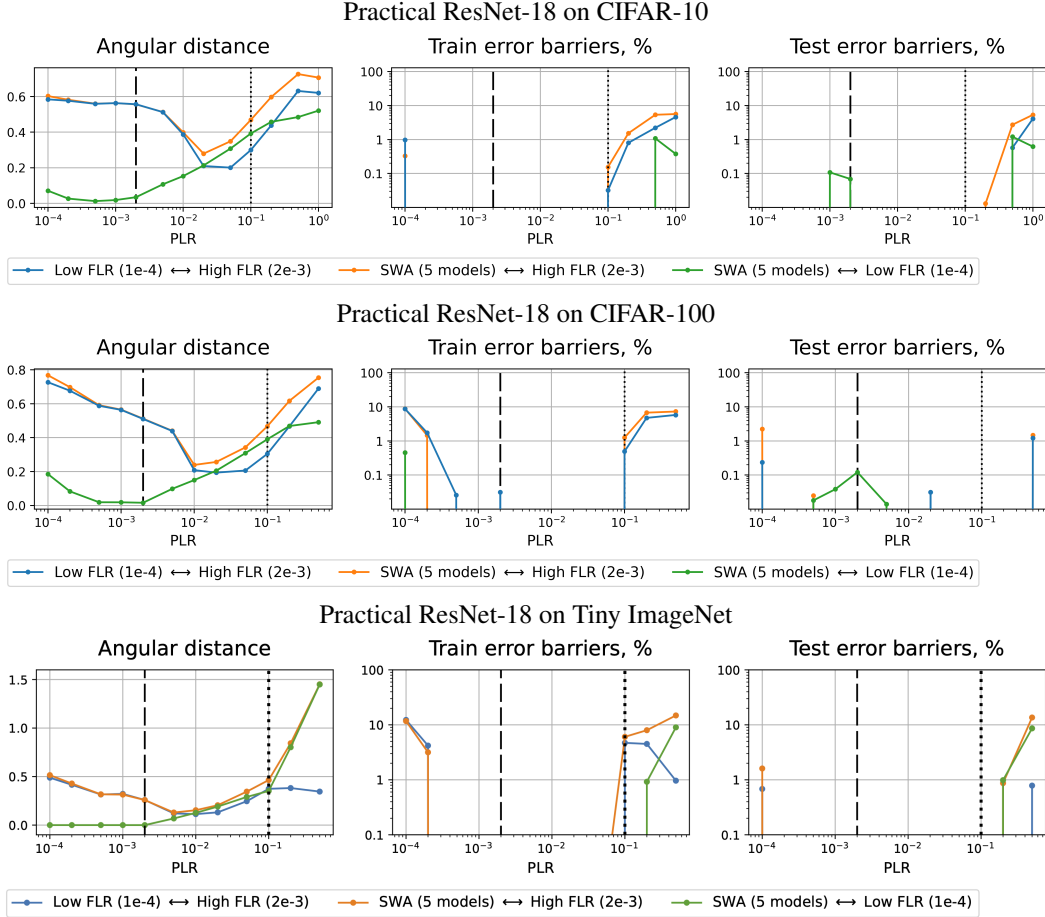 Practical ResNet-18 on CIFAR-10
Angular distance
Train error barriers, %
Test error barriers, %
0.6
0.4
0.2
0.0
10⁻⁴
10⁻³
10⁻²
10⁻¹
10⁰
PLR
100
10
1
0.1
10⁻⁴
10⁻³
10⁻²
10⁻¹
10⁰
PLR
100
10
1
0.1
10⁻⁴
10⁻³
10⁻²
10⁻¹
10⁰
PLR
Low FLR (1e-4) ⟷ High FLR (2e-3)
SWA (5 models) ⟷ High FLR (2e-3)
SWA (5 models) ⟷ Low FLR (1e-4)
Practical ResNet-18 on CIFAR-100
Angular distance
Train error barriers, %
Test error barriers, %
0.8
0.6
0.4
0.2
0.0
10⁻⁴
10⁻³
10⁻²
10⁻¹
PLR
100
10
1
0.1
10⁻⁴
10⁻³
10⁻²
10⁻¹
PLR
100
10
1
0.1
10⁻⁴
10⁻³
10⁻²
10⁻¹
PLR
Low FLR (1e-4) ⟷ High FLR (2e-3)
SWA (5 models) ⟷ High FLR (2e-3)
SWA (5 models) ⟷ Low FLR (1e-4)
Practical ResNet-18 on Tiny ImageNet
Angular distance
Train error barriers, %
Test error barriers, %
1.5
1.0
0.5
0.0
10⁻⁴
10⁻³
10⁻²
10⁻¹
PLR
100
10
1
0.1
10⁻⁴
10⁻³
10⁻²
10⁻¹
PLR
100
10
1
0.1
10⁻⁴
10⁻³
10⁻²
10⁻¹
PLR
Low FLR (1e-4) ⟷ High FLR (2e-3)
SWA (5 models) ⟷ High FLR (2e-3)
SWA (5 models) ⟷ Low FLR (1e-4)